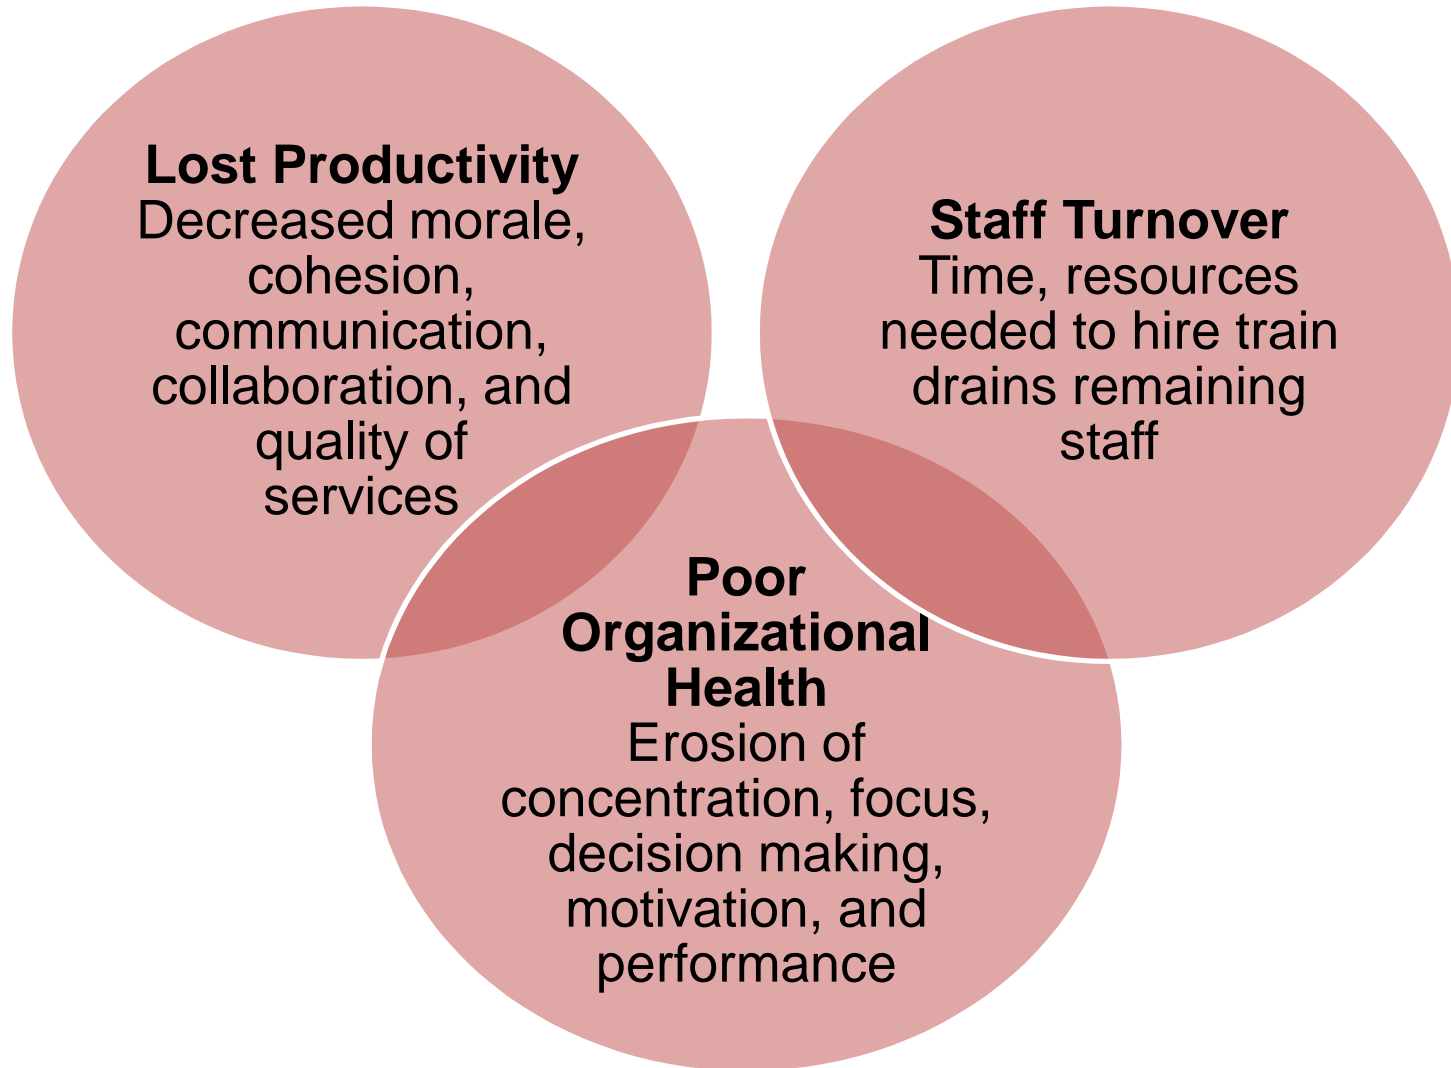 Lost Productivity
Decreased morale,
cohesion,
communication,
collaboration, and
quality of
services
Staff Turnover
Time, resources
needed to hire train
drains remaining
staff
Poor
Organizational
Health
Erosion of
concentration, focus,
decision making,
motivation, and
performance